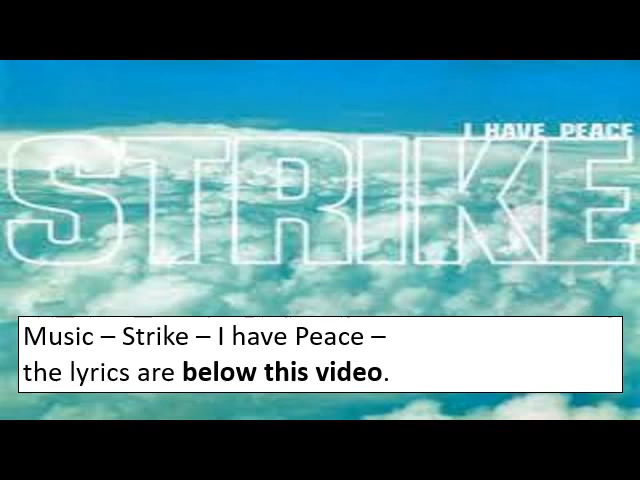 I HAVE PEACE
STRIKE
Music – Strike – I have Peace –
the lyrics are below this video.